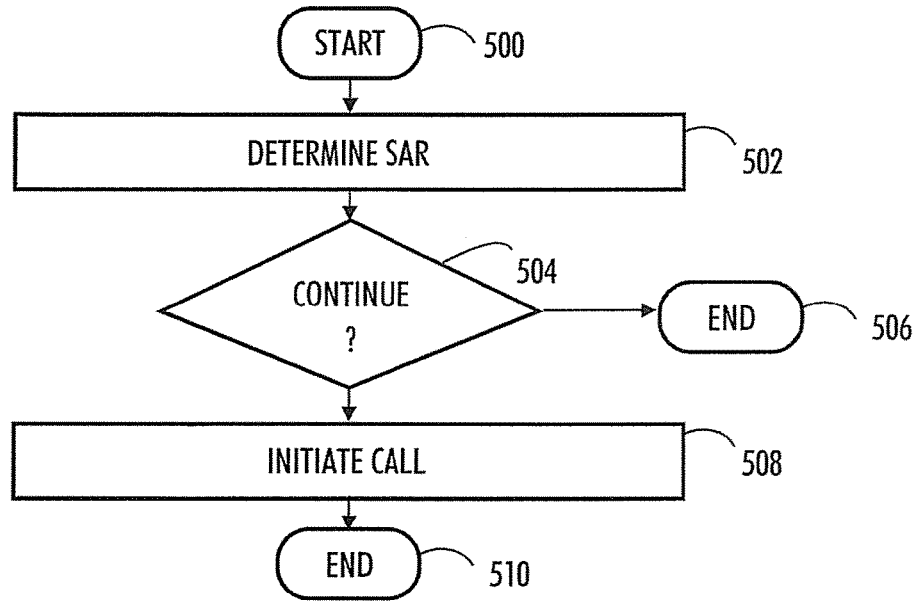 START
500
DETERMINE SAR
502
504
CONTINUE
?
END
506
INITIATE CALL
508
END
510